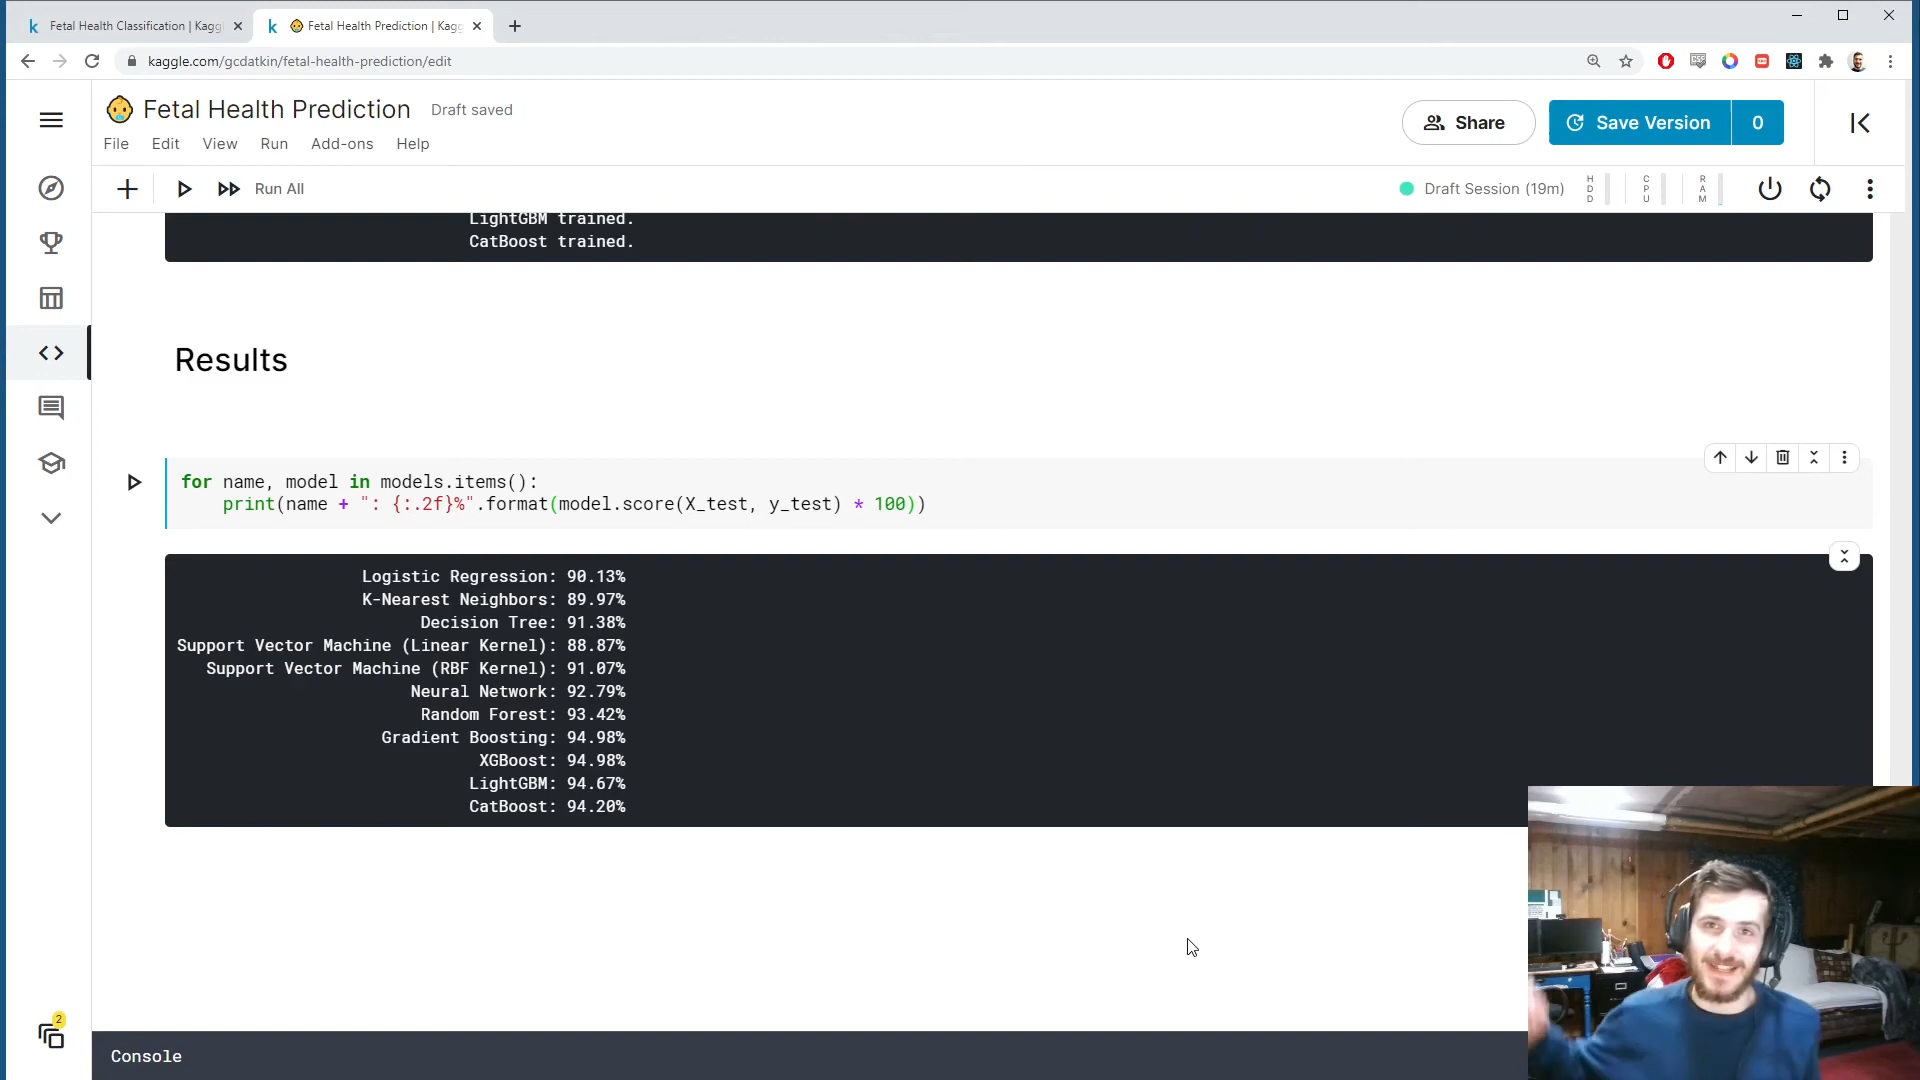 Fetal Health Classification | Kagg
Fetal Health Prediction | Kagg
kaggle.com/gcdatkin/fetal-health-prediction/edit
Fetal Health Prediction
Draft saved
Share
Save Version
0
File Edit View Run Add-ons Help
Run All
Draft Session (19m)
HDD
CPU
RAM
LightGBM trained.
CatBoost trained.
Results
for name, model in models.items():
print(name + ": {:.2f}%".format(model.score(X_test, y_test) * 100))
Logistic Regression: 90.13%
K-Nearest Neighbors: 89.97%
Decision Tree: 91.38%
Support Vector Machine (Linear Kernel): 88.87%
Support Vector Machine (RBF Kernel): 91.07%
Neural Network: 92.79%
Random Forest: 93.42%
Gradient Boosting: 94.98%
XGBoost: 94.98%
LightGBM: 94.67%
CatBoost: 94.20%
2
Console